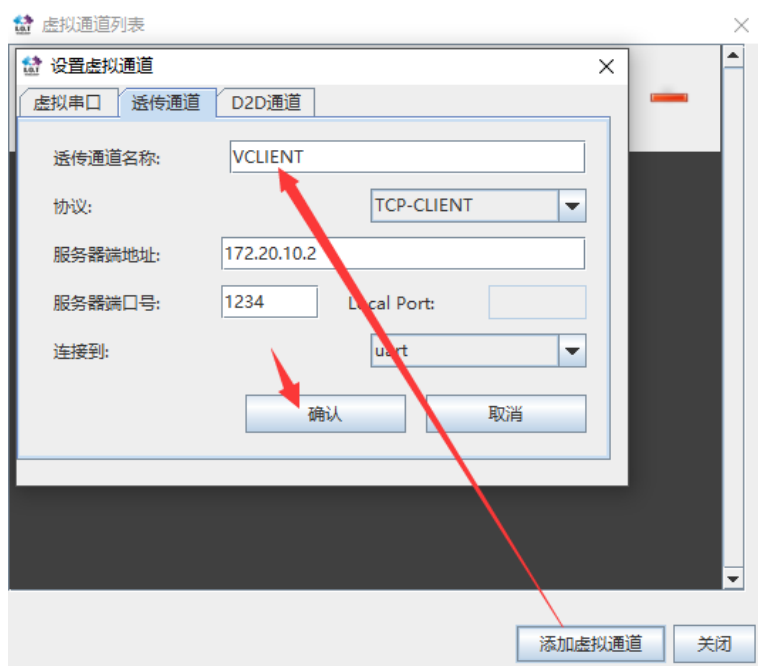 虚拟通道列表
设置虚拟通道
虚拟串口 透传通道 D2D通道
透传通道名称: VCLIENT
协议: TCP-CLIENT
服务器端地址: 172.20.10.2
服务器端口号: 1234 Local Port:
连接到: uart
确认 取消
添加虚拟通道 关闭